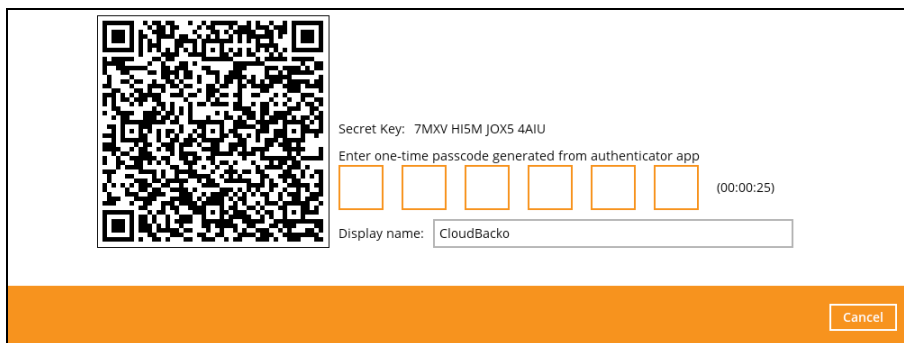 Secret Key: 7MXV HI5M JOX5 4AIU
Enter one-time passcode generated from authenticator app
(00:00:25)
Display name: CloudBacko
Cancel